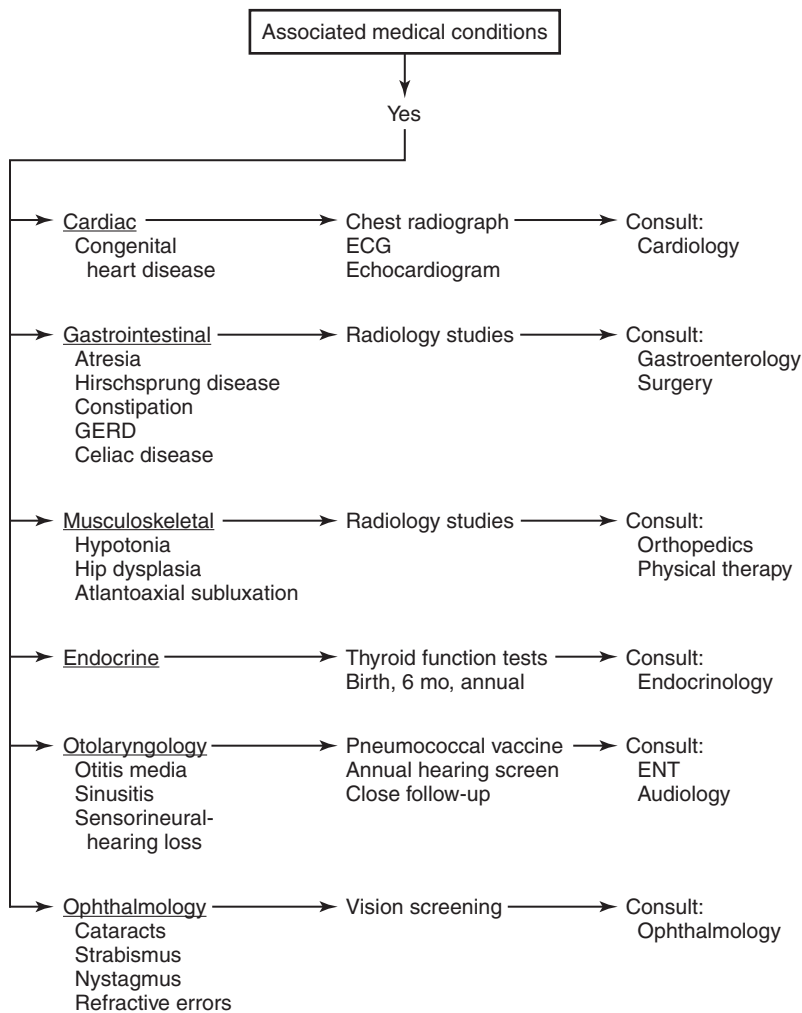 Associated medical conditions
Yes
Cardiac
Congenital
heart disease
Chest radiograph
ECG
Echocardiogram
Consult:
Cardiology
Gastrointestinal
Atresia
Hirschsprung disease
Constipation
GERD
Celiac disease
Radiology studies
Consult:
Gastroenterology
Surgery
Musculoskeletal
Hypotonia
Hip dysplasia
Atlantoaxial subluxation
Radiology studies
Consult:
Orthopedics
Physical therapy
Endocrine
Thyroid function tests
Birth, 6 mo, annual
Consult:
Endocrinology
Otolaryngology
Otitis media
Sinusitis
Sensorineural-
hearing loss
Pneumococcal vaccine
Annual hearing screen
Close follow-up
Consult:
ENT
Audiology
Ophthalmology
Cataracts
Strabismus
Nystagmus
Refractive errors
Vision screening
Consult:
Ophthalmology